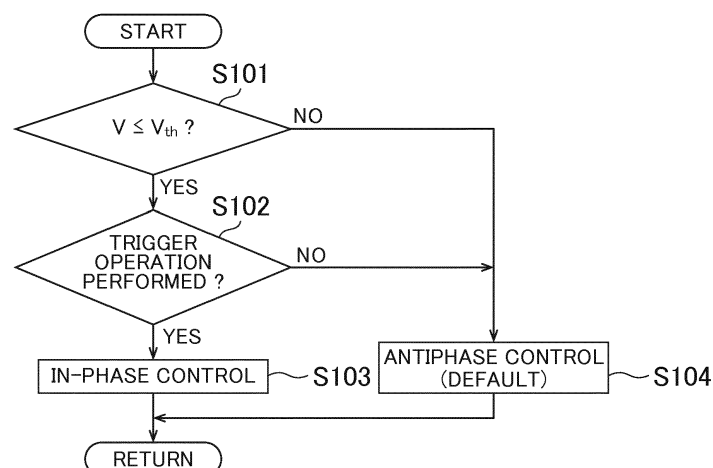 START
S101
V ≤ Vth ?
NO
YES
S102
TRIGGER
OPERATION
PERFORMED ?
NO
YES
IN-PHASE CONTROL
S103
ANTIPHASE CONTROL
(DEFAULT)
S104
RETURN